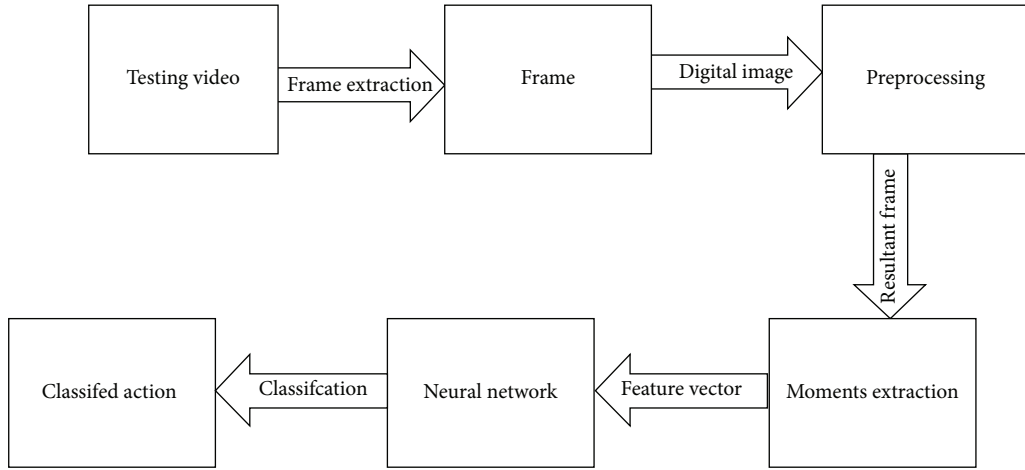 Testing video
Frame extraction
Frame
Digital image
Preprocessing
Resultant frame
Moments extraction
Feature vector
Neural network
Classifcation
Classifed action